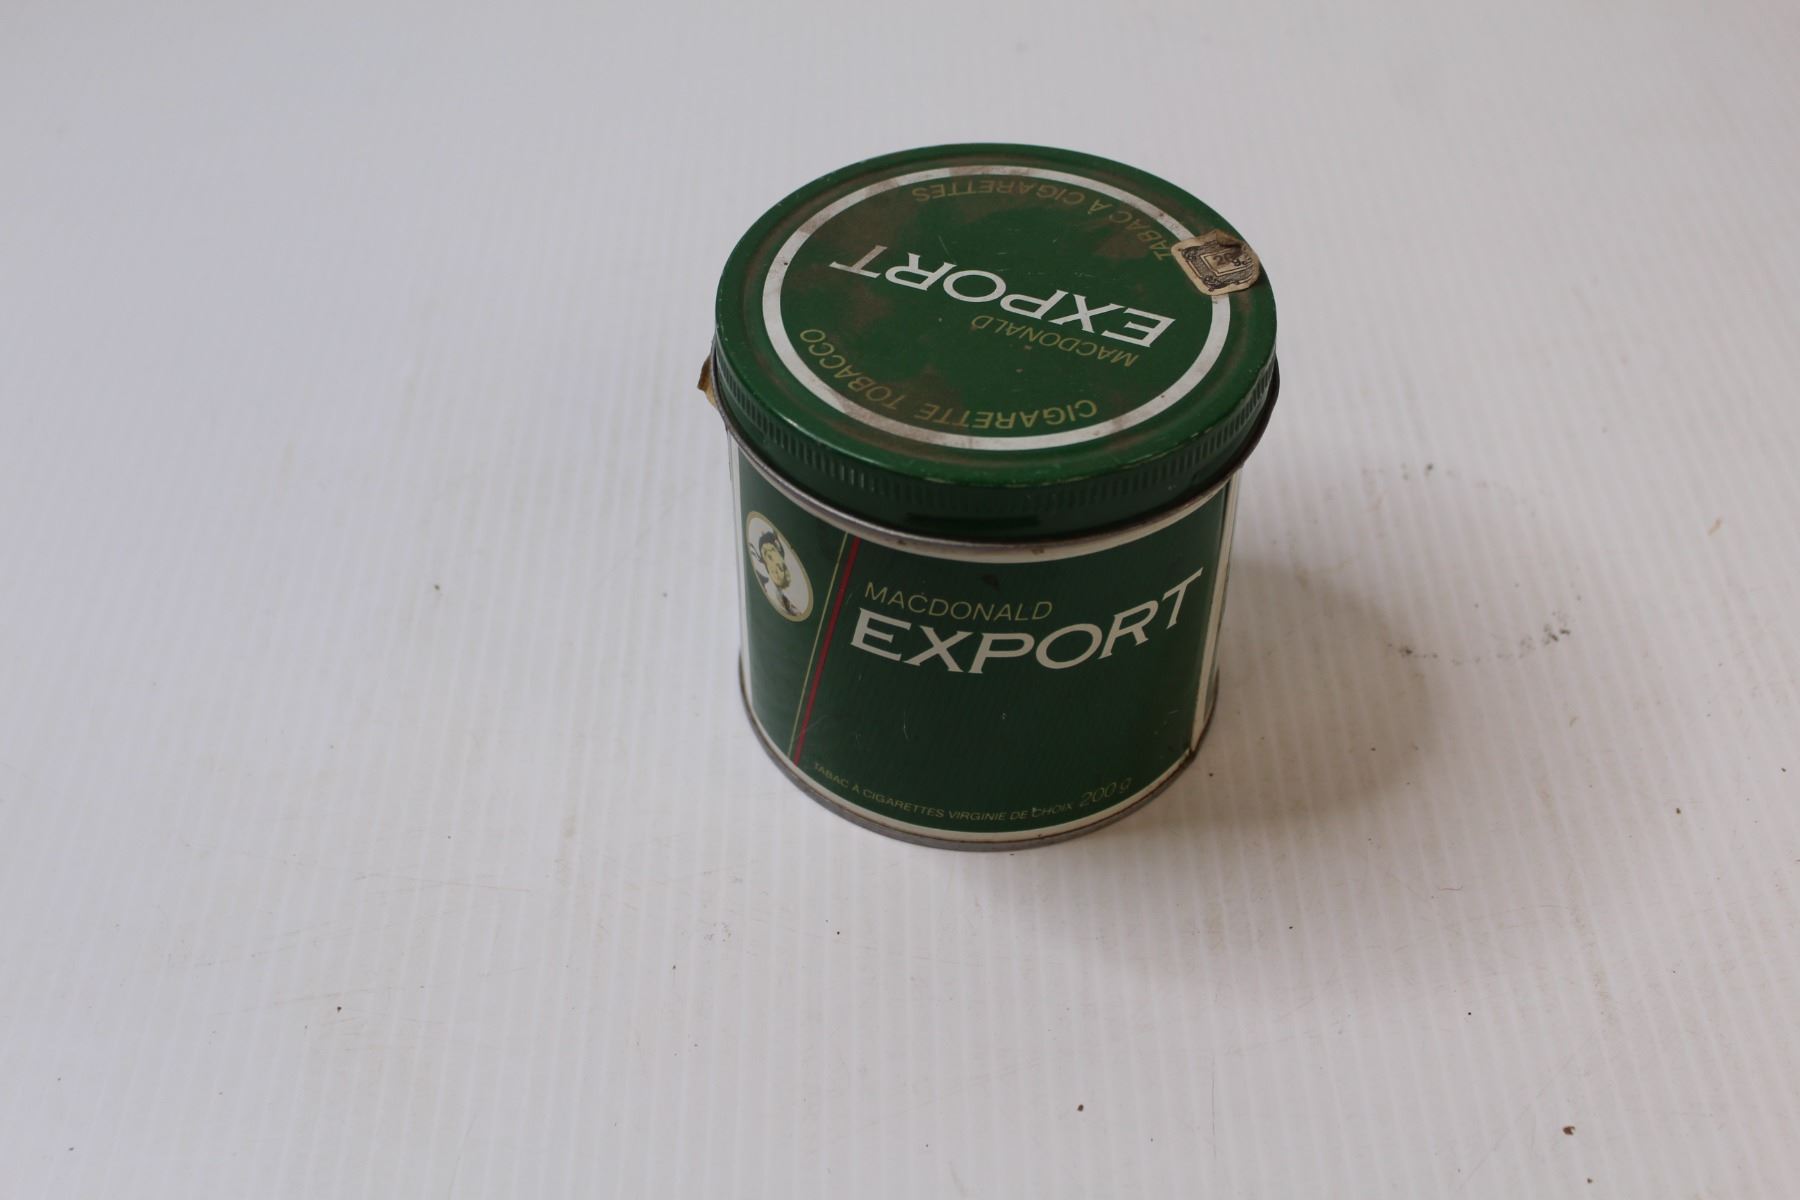 TABAC À CIGARETTES
EXPORT
MACDONALD
CIGARETTE TOBACCO
MACDONALD
EXPORT
TABAC À CIGARETTES VIRGINIE DE CHOIX 200 g